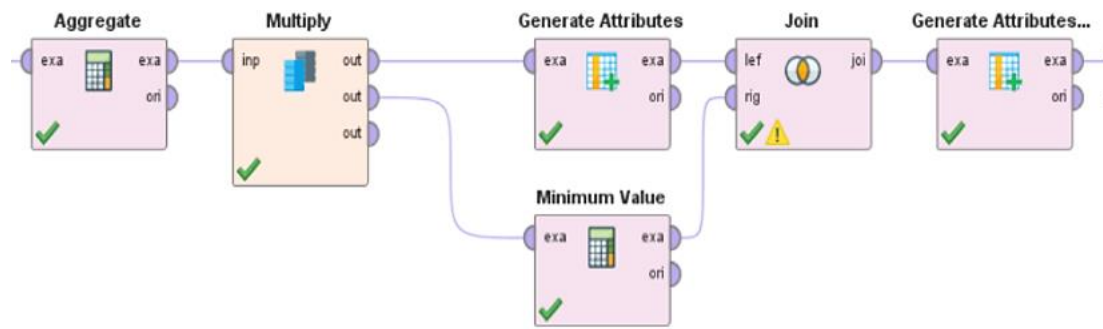 Aggregate
exa
exa
ori
Multiply
inp
out
out
out
Generate Attributes
exa
exa
ori
Join
lef
rig
joi
Generate Attributes...
exa
exa
ori
Minimum Value
exa
exa
ori